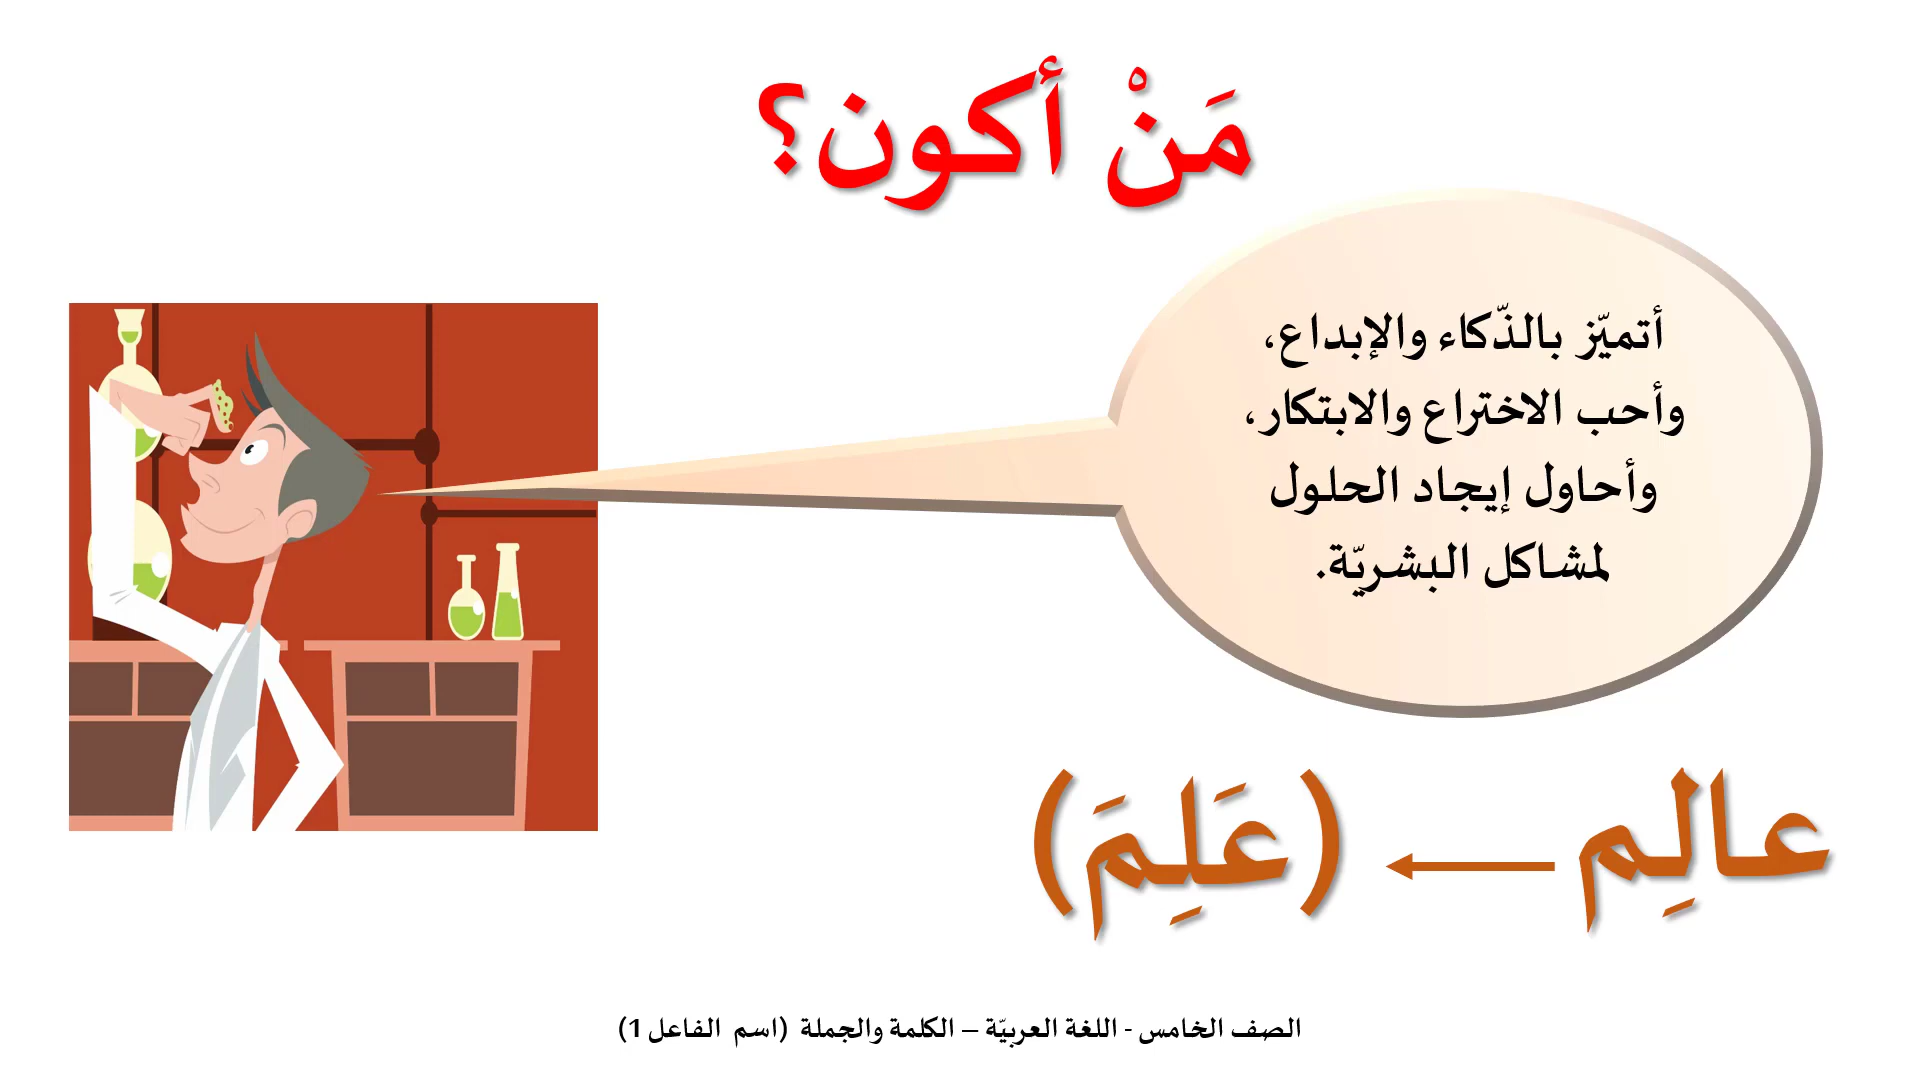 مَنْ أكون؟
أتميّز بالذّكاء والإبداع،
وأحب الاختراع والابتكار،
وأحاول إيجاد الحلول
لمشاكل البشريّة.
عالِم ← (عَلِمَ)
الصف الخامس - اللغة العربيّة – الكلمة والجملة (اسم الفاعل 1)